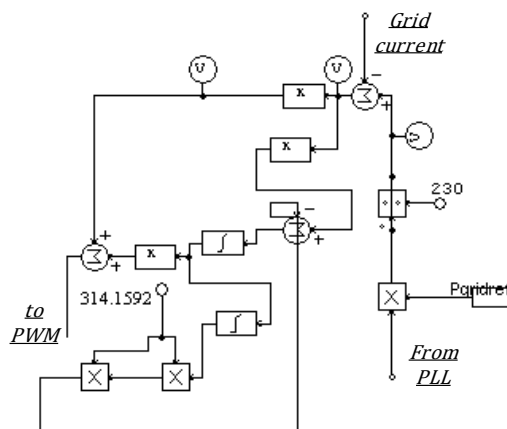 Grid
current
V
V
K
Σ
K
V
230
Σ
Σ
K
314.1592
Pgridref
to
PWM
From
PLL